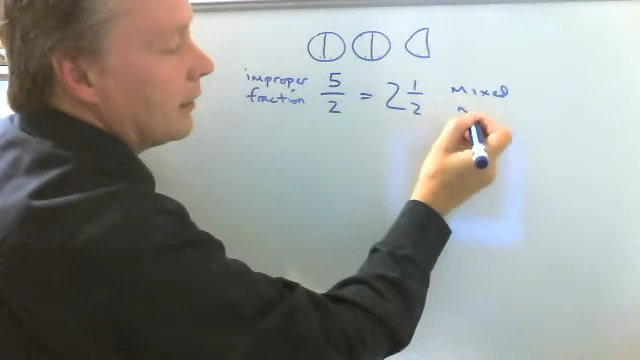 improper fraction 5/2 = 2 1/2 mixed
n